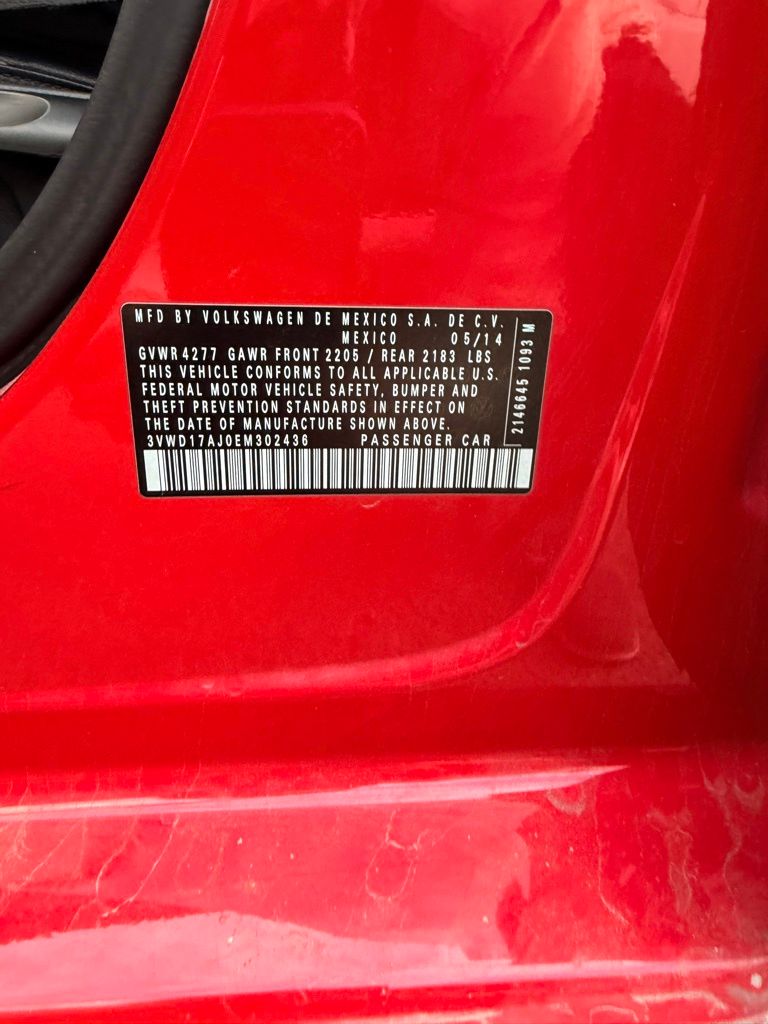 MFD BY VOLKSWAGEN DE MEXICO S.A. DE C.V.
MEXICO 05/14
GVWR 4277 GAWR FRONT 2205 / REAR 2183 LBS
THIS VEHICLE CONFORMS TO ALL APPLICABLE U.S.
FEDERAL MOTOR VEHICLE SAFETY, BUMPER AND
THEFT PREVENTION STANDARDS IN EFFECT ON
THE DATE OF MANUFACTURE SHOWN ABOVE.
3VWD17AJ0EM302436 PASSENGER CAR
2146645 1093 M